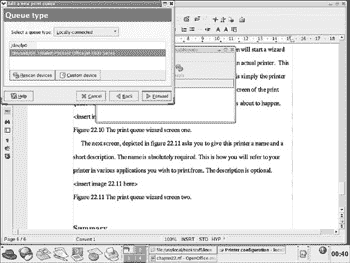 Add a new print queue
Queue type
Select a queue type: Locally-connected
/dev/lp0
Rescan devices
Custom device
Help
Cancel
Back
Forward
will start a wizard
actual printer. This
is simply the printer
screen of the print
is about to happen.
<insert
Figure 22.10 The print queue wizard screen one.
The next screen, depicted in figure 22.11 asks you to give this printer a name and a
short description. The name is absolutely required. This is how you will refer to your
printer in various applications you wish to print from. The description is optional.
<insert image 22.11 here>
Figure 22.11 The print queue wizard screen two.
Summary
Page 6 / 6
Convert 1
100%
INSRT
STD
HYP
*
Printer configuration -
chapter22.rtf - OpenOffice
00:40